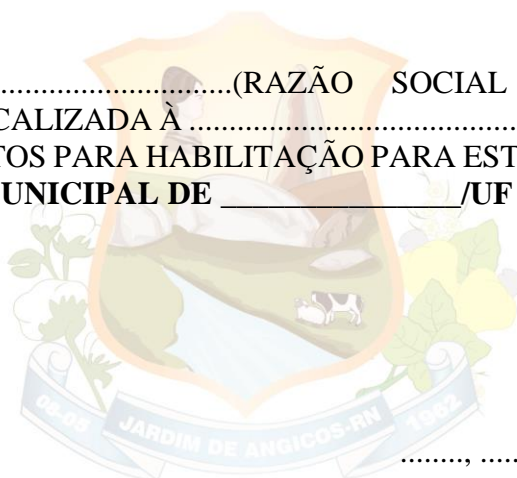 ..............................(RAZÃO SOCIAL
CALIZADA À ..........................................
TOS PARA HABILITAÇÃO PARA EST
UNICIPAL DE _______________/UF
08-05 JARDIM DE ANGICOS-RN 1962
........, .....